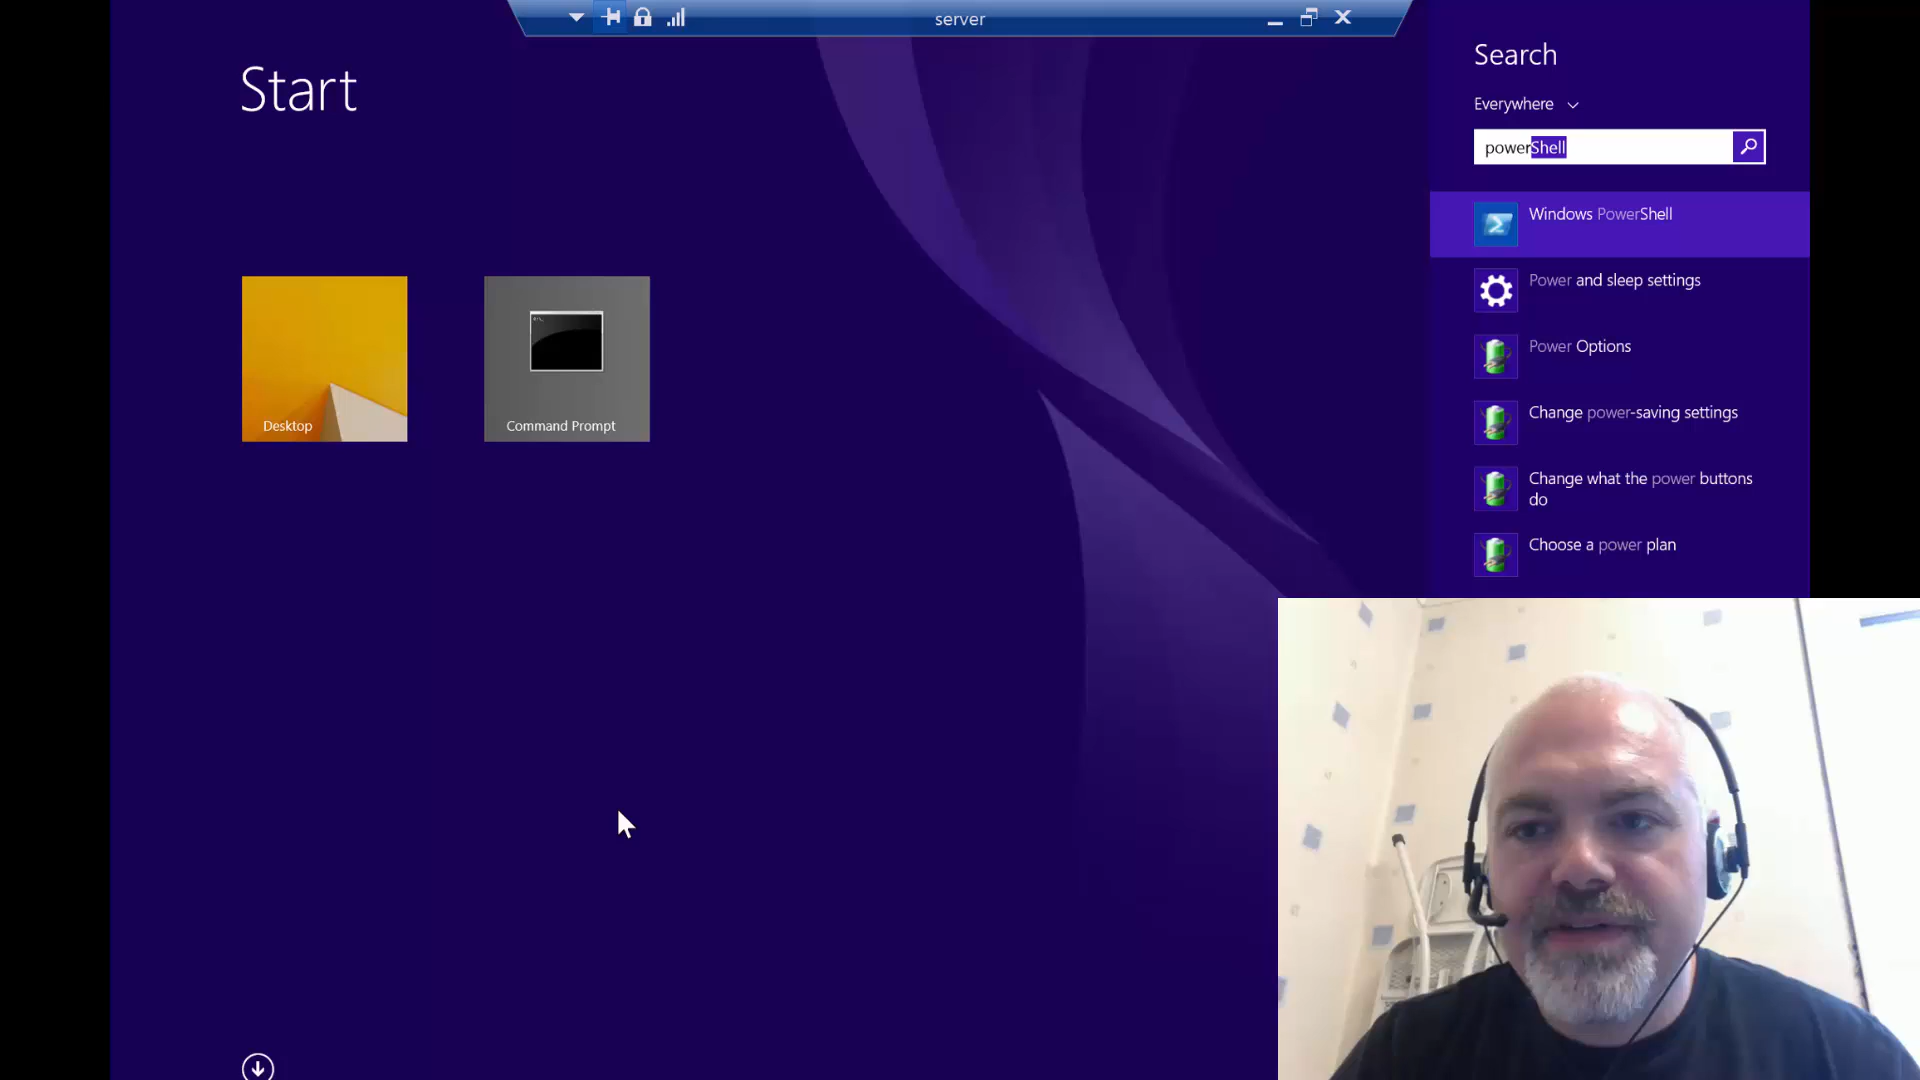 server
Start
Search
Everywhere
powerShell
Windows PowerShell
Power and sleep settings
Power Options
Change power-saving settings
Change what the power buttons
do
Choose a power plan
Desktop
Command Prompt